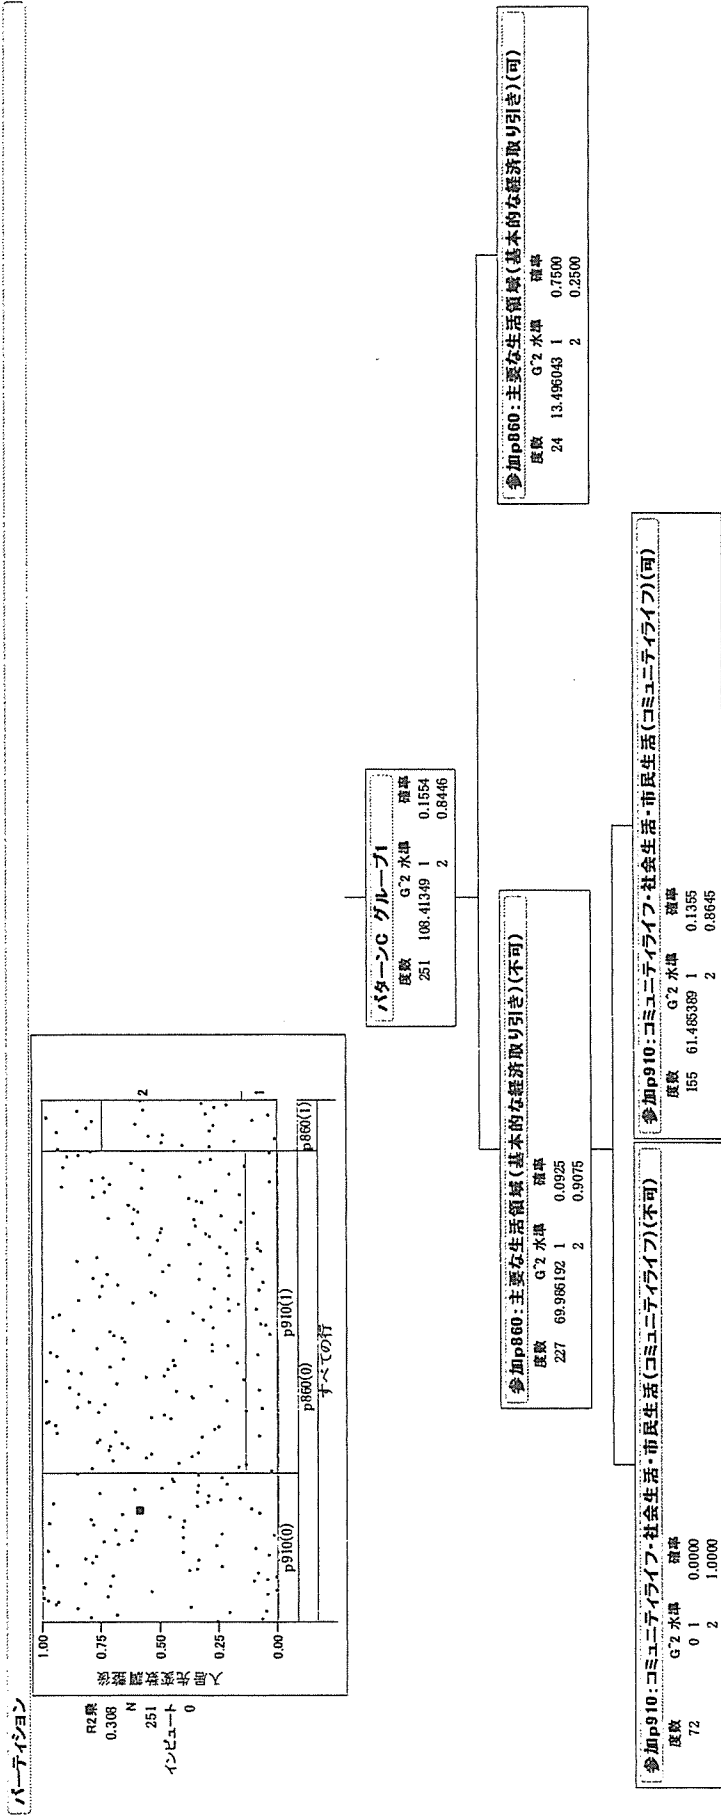 パーティション
R2乗
0.308
N
251
インピュート
0
入居先変数調整後
1.00
0.75
0.50
0.25
0.00
2
1
p910(0)
p910(1)
p860(0)
p860(1)
すべての行
パターンC グループ1
度数 G^2 水準 確率
251 108.41349 1 0.1554
2 0.8446
参加p860:主要な生活領域(基本的な経済取り引き)(不可)
度数 G^2 水準 確率
227 69.986192 1 0.0925
2 0.9075
参加p860:主要な生活領域(基本的な経済取り引き)(可)
度数 G^2 水準 確率
24 13.496043 1 0.7500
2 0.2500
参加p910:コミュニティライフ・社会生活・市民生活(コミュニティライフ)(不可)
度数 G^2 水準 確率
72 0 1 0.0000
2 1.0000
参加p910:コミュニティライフ・社会生活・市民生活(コミュニティライフ)(可)
度数 G^2 水準 確率
155 61.485389 1 0.1355
2 0.8645